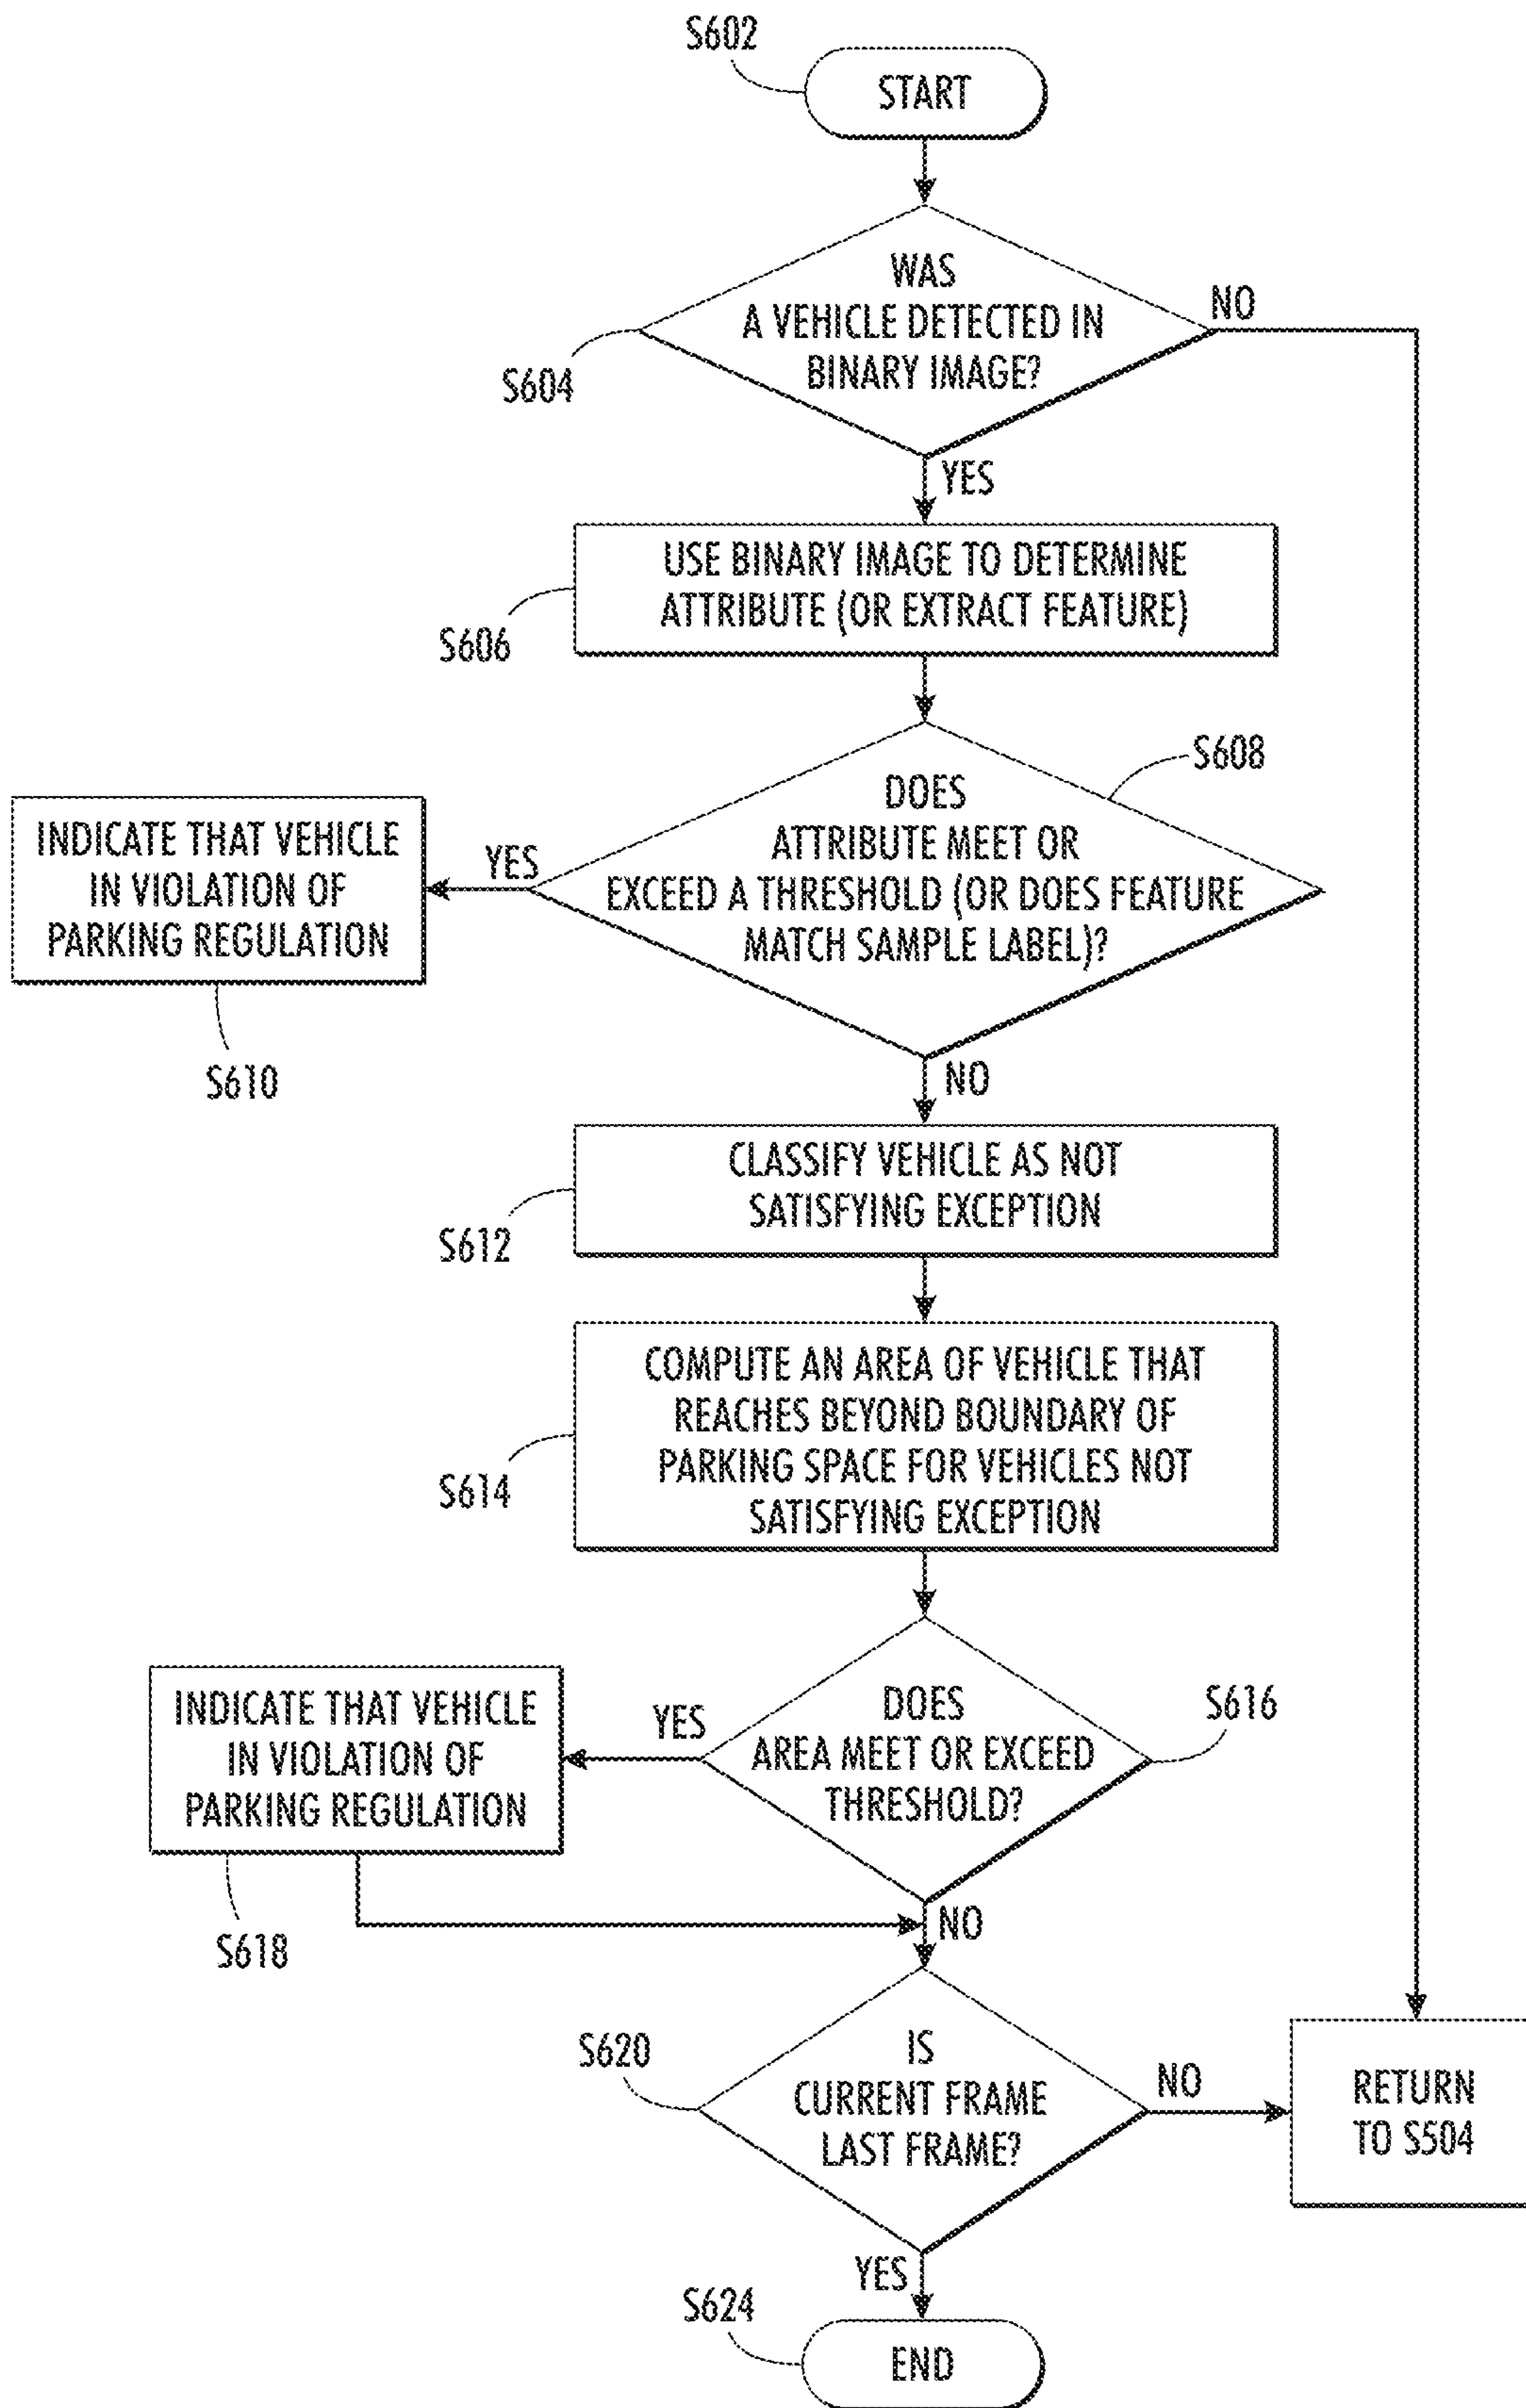 S602
START
WAS
A VEHICLE DETECTED IN
BINARY IMAGE?
NO
S604
YES
USE BINARY IMAGE TO DETERMINE
ATTRIBUTE (OR EXTRACT FEATURE)
S606
S608
DOES
ATTRIBUTE MEET OR
EXCEED A THRESHOLD (OR DOES FEATURE
MATCH SAMPLE LABEL)?
YES
INDICATE THAT VEHICLE
IN VIOLATION OF
PARKING REGULATION
S610
NO
CLASSIFY VEHICLE AS NOT
SATISFYING EXCEPTION
S612
COMPUTE AN AREA OF VEHICLE THAT
REACHES BEYOND BOUNDARY OF
PARKING SPACE FOR VEHICLES NOT
SATISFYING EXCEPTION
S614
DOES
AREA MEET OR EXCEED
THRESHOLD?
S616
YES
INDICATE THAT VEHICLE
IN VIOLATION OF
PARKING REGULATION
S618
NO
S620
IS
CURRENT FRAME
LAST FRAME?
NO
RETURN
TO S504
YES
S624
END